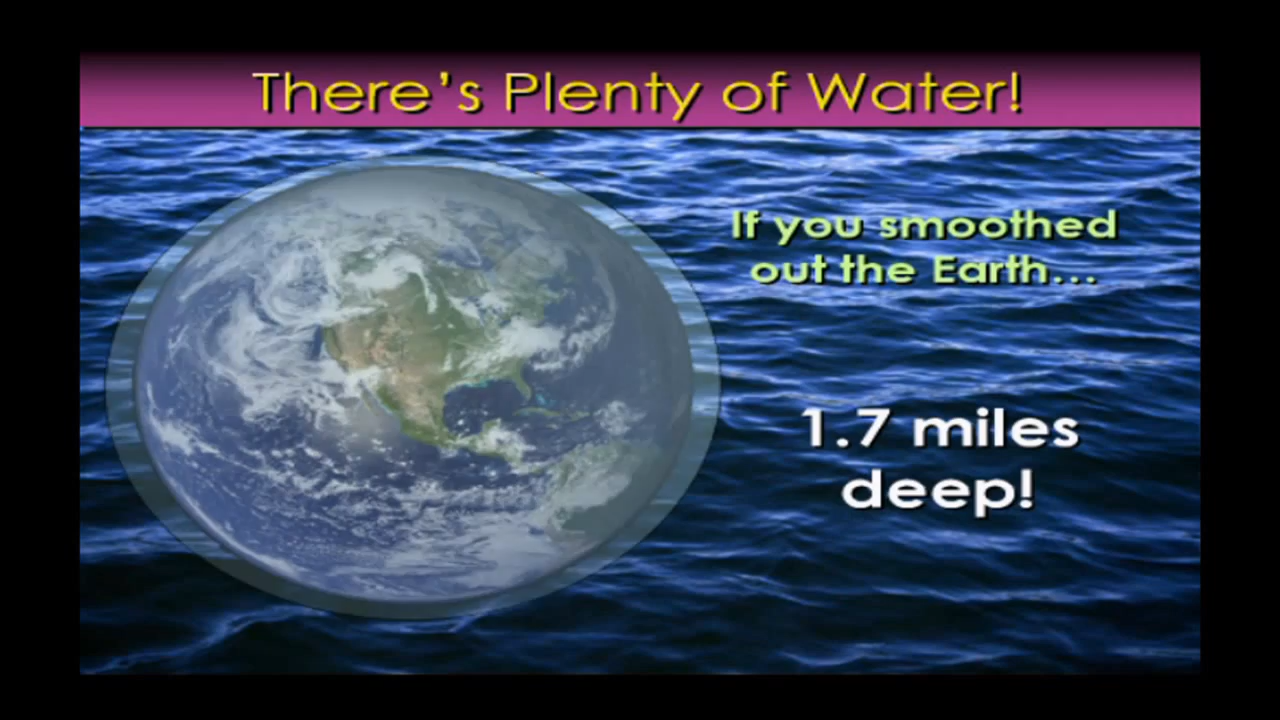 There's Plenty of Water!
If you smoothed
out the Earth...
1.7 miles
deep!